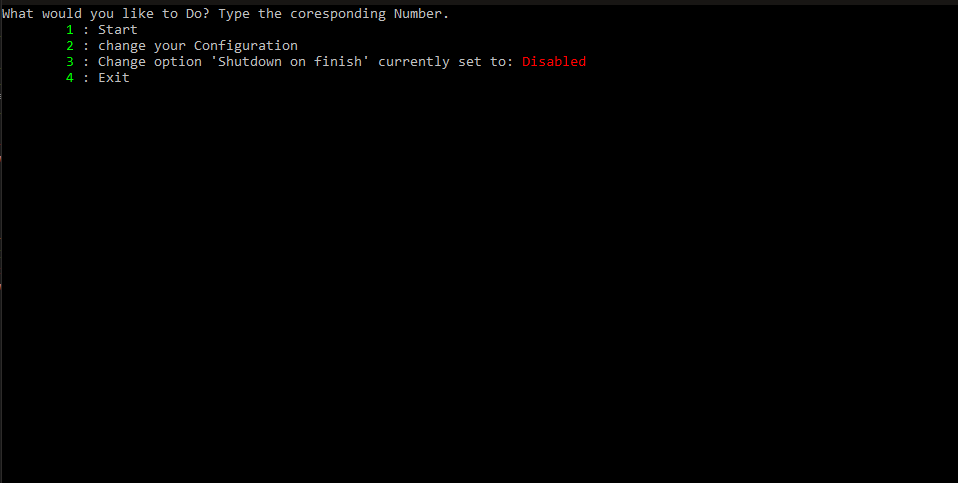 What would you like to Do? Type the coresponding Number.
1 : Start
2 : change your Configuration
3 : Change option 'Shutdown on finish' currently set to: Disabled
4 : Exit